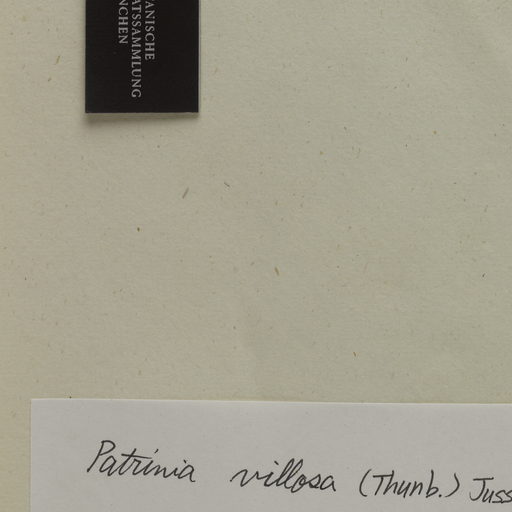 ANISCHE
ATSSAMMLUNG
NCHEN
Patrinia villosa (Thunb.) Juss